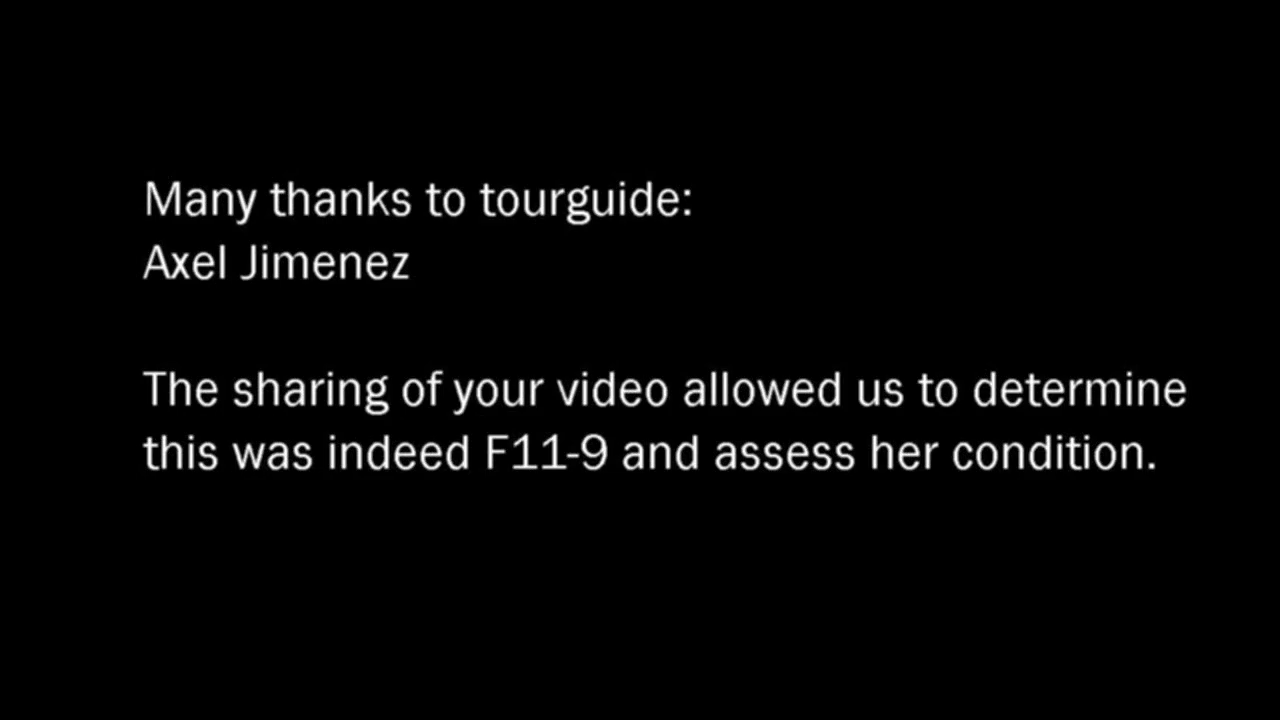 Many thanks to tourguide:
Axel Jimenez
The sharing of your video allowed us to determine
this was indeed F11-9 and assess her condition.